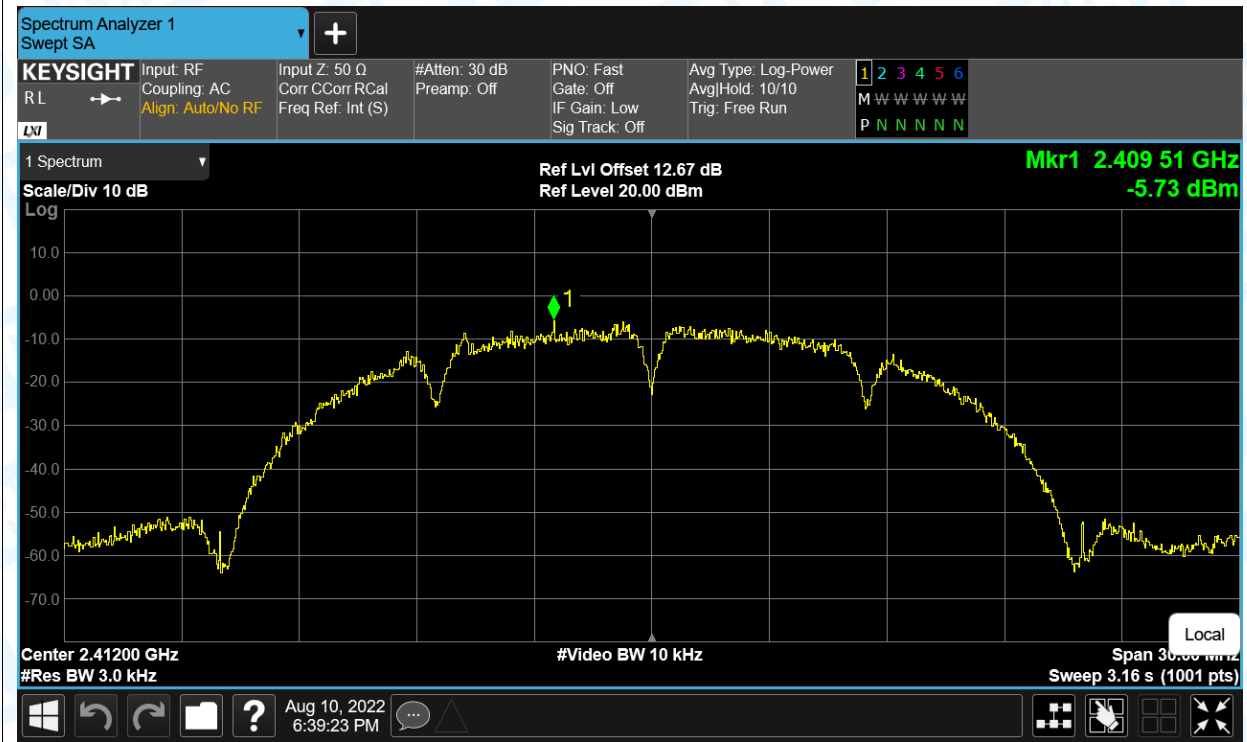 Spectrum Analyzer 1
Swept SA
KEYSIGHT
R L
LXI
Input: RF
Coupling: AC
Align: Auto/No RF
Input Z: 50 Ω
Corr CCorr RCal
Freq Ref: Int (S)
#Atten: 30 dB
Preamp: Off
PNO: Fast
Gate: Off
IF Gain: Low
Sig Track: Off
Avg Type: Log-Power
Avg|Hold: 10/10
Trig: Free Run
1 2 3 4 5 6
M W W W W W
P N N N N N
1 Spectrum
Scale/Div 10 dB
Log
Ref Lvl Offset 12.67 dB
Ref Level 20.00 dBm
Mkr1 2.409 51 GHz
-5.73 dBm
10.0
0.00
-10.0
-20.0
-30.0
-40.0
-50.0
-60.0
-70.0
1
Center 2.41200 GHz
#Res BW 3.0 kHz
#Video BW 10 kHz
Local
Span 30.00 MHz
Sweep 3.16 s (1001 pts)
?
Aug 10, 2022
6:39:23 PM